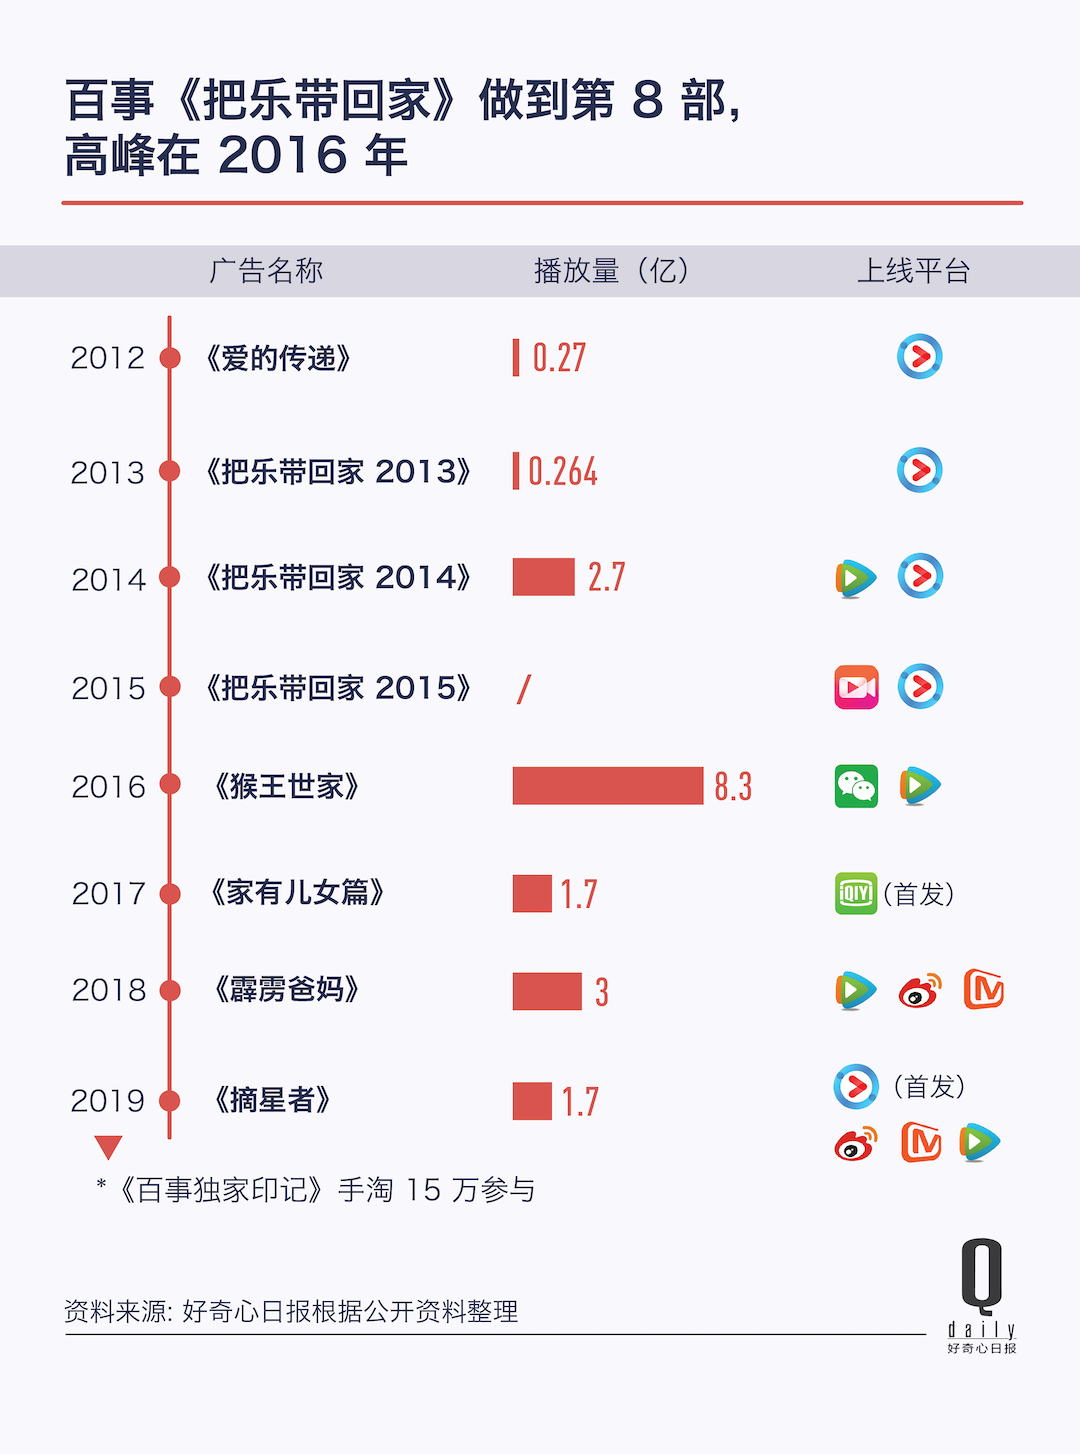 百事《把乐带回家》做到第 8 部，
高峰在 2016 年
广告名称 播放量（亿） 上线平台
2012 《爱的传递》 0.27
2013 《把乐带回家 2013》 0.264
2014 《把乐带回家 2014》 2.7
2015 《把乐带回家 2015》 /
2016 《猴王世家》 8.3
2017 《家有儿女篇》 1.7 iQIYI（首发）
2018 《霹雳爸妈》 3
2019 《摘星者》 1.7 （首发）
*《百事独家印记》手淘 15 万参与
资料来源: 好奇心日报根据公开资料整理
Q
daily
好奇心日报